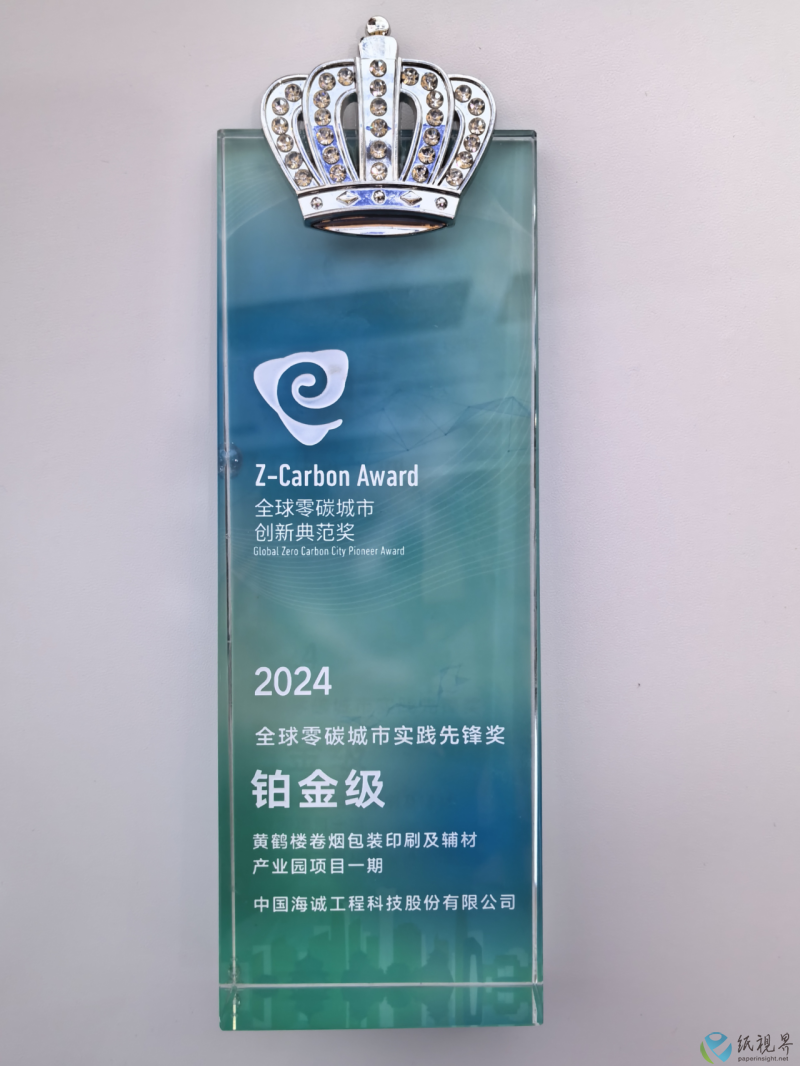 Z-Carbon Award
全球零碳城市
创新典范奖
Global Zero Carbon City Pioneer Award
2024
全球零碳城市实践先锋奖
铂金级
黄鹤楼卷烟包装印刷及辅材
产业园项目一期
中国海诚工程科技股份有限公司
纸视界
paperinsight.net